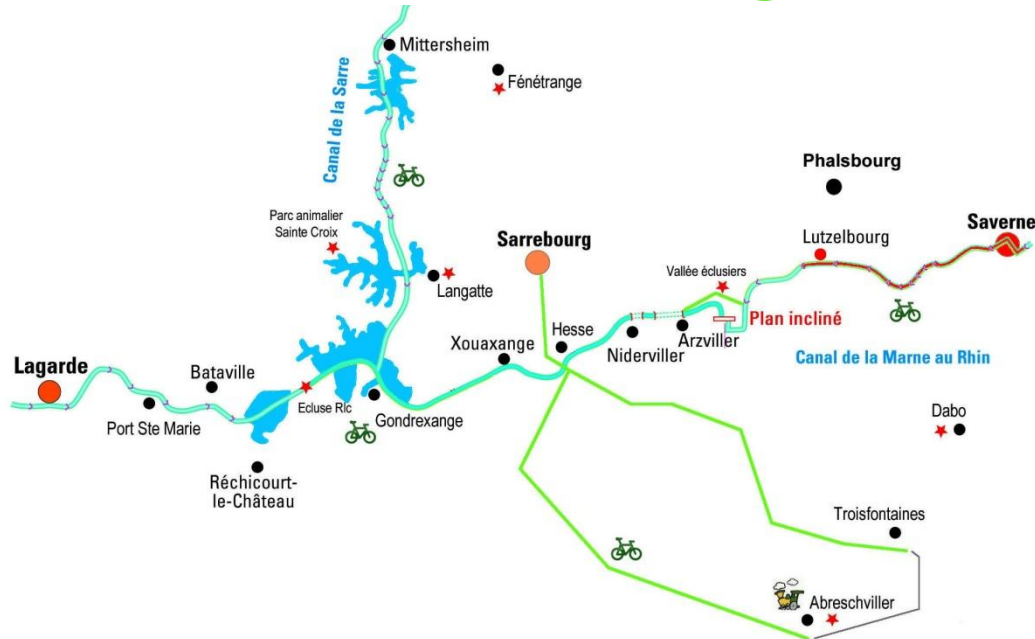 Mittersheim
Fénétrange
Canal de la Sarre
Phalsbourg
Parc animalier
Sainte Croix
Sarrebourg
Saverne
Lutzelbourg
Langatte
Vallée éclusiers
Plan incliné
Hesse
Xouaxange
Arzviller
Niderviller
Canal de la Marne au Rhin
Lagarde
Bataville
Ecluse Rlc
Gondrexange
Port Ste Marie
Dabo
Réchicourt-
le-Château
Troisfontaines
Abreschviller